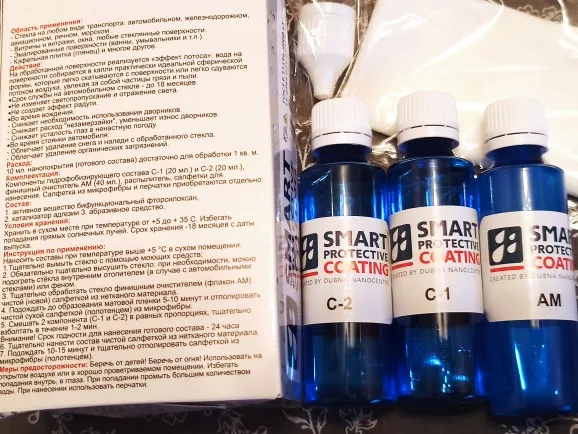 Область применения:
- Стекла на любом виде транспорта: автомобильном, железнодорожном,
авиационном, речном, морском.
- Витрины и витражи, окна, любые стеклянные поверхности.
- Эмалированные поверхности (ванны, умывальники и т.п.).
- Кафельная плитка (глянец) и многое другое.
Действие:
На обработанной поверхности реализуется «эффект лотоса»: вода на
поверхности собирается в капли практически идеальной сферической
формы, которые легко скатываются с поверхности или легко сдуваются
потоком воздуха, увлекая за собой частицы грязи и пыли.
•Срок службы на автомобильном стекле - до 18 месяцев.
•Не изменяет светопропускание и отражение света.
•Не создает эффект радуги.
•Во время вождения:
- Снижает необходимость использования дворников.
- Снижает расход "незамерзайки", уменьшает износ дворников.
- Снижает усталость глаз в ненастную погоду.
•Во время стоянки автомобиля:
- Облегчает удаление снега и наледи с обработанного стекла.
- Облегчает удаление органических загрязнений.
Расход:
10 мл. нанопокрытия (готового состава) достаточно для обработки 1 кв. м.
Комплектация:
Компоненты гидрофобизирующего состава С-1 (20 мл.) и С-2 (20 мл.),
финишный очиститель АМ (40 мл.), распылитель, салфетки для
нанесения. Салфетка из микрофибры и перчатки приобретаются отдельно.
Состав:
1. активное вещество бифункциональный фторсилоксан,
2. катализатор адгезии 3. абразивное средство.
Условия хранения:
Хранить в сухом месте при температуре от +5 до + 35 С. Избегать
попадания прямых солнечных лучей. Срок хранения -18 месяцев с даты
выпуска.
Инструкция по применению:
Наносить составы при температуре выше +5 °С в сухом помещении.
1.Тщательно вымыть стекло с помощью моющих средств;
2. Обязательно тщательно высушить стекло: при необходимости, можно
подогреть стекла внутренним отопителем (в случае с автомобильными
стеклами) или феном.
3. Тщательно обработать стекло финишным очистителем (флакон АМ)
чистой (новой) салфеткой из нетканого материала.
4. Подождать до образования матовой пленки 5-10 минут и отполировать
чистой сухой салфеткой (полотенцем) из микрофибры.
5. Смешать 2 компонента (С-1 и С-2) в равных пропорциях, тщательно
взболтать в течение 1-2 мин.
Внимание! Срок годности для нанесения готового состава - 24 часа
6. Тщательно нанести состав чистой салфеткой из нетканого материала.
7. Подождать 10-15 минут и тщательно отполировать салфеткой из
микрофибры (полотенцем).
Меры предосторожности: Беречь от детей! Беречь от огня! Использовать на
открытом воздухе или в хорошо проветриваемом помещении. Избегать
попадания внутрь, в глаза. При попадании промыть большим количеством
воды. При нанесении использовать перчатки.
SMART
PROTECTIVE
COATING
CREATED BY DUBNA NANOCENTER
C-2
SMART
PROTECTIVE
COATING
CREATED BY DUBNA NANOCENTER
C-1
SMART
PROTECTIVE
COATING
CREATED BY DUBNA NANOCENTER
AM